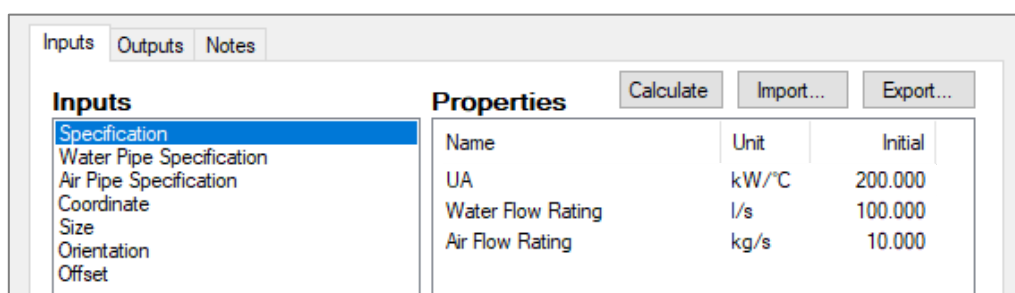 Inputs Outputs Notes
Inputs
Properties Calculate Import... Export...
Specification
Water Pipe Specification
Air Pipe Specification
Coordinate
Size
Orientation
Offset
Name Unit Initial
UA kW/°C 200.000
Water Flow Rating l/s 100.000
Air Flow Rating kg/s 10.000